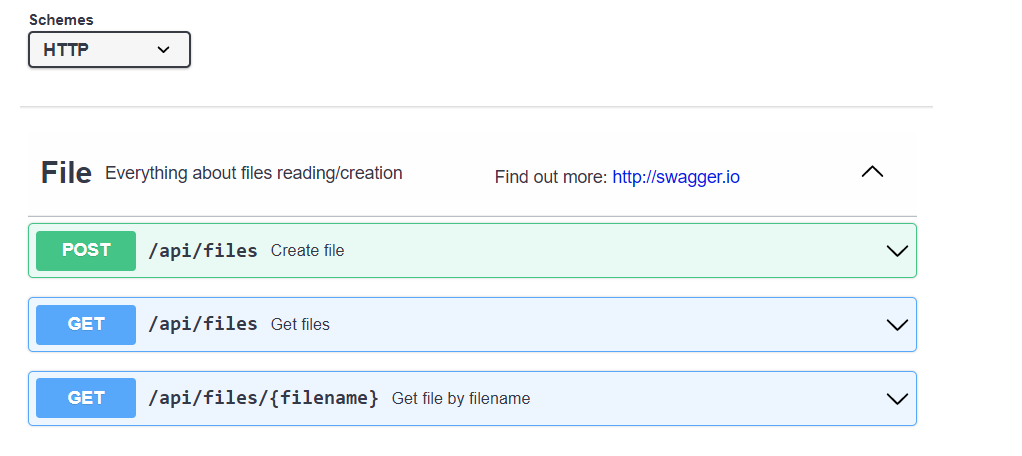 Schemes
HTTP
File Everything about files reading/creation Find out more: http://swagger.io
POST /api/files Create file
GET /api/files Get files
GET /api/files/{filename} Get file by filename